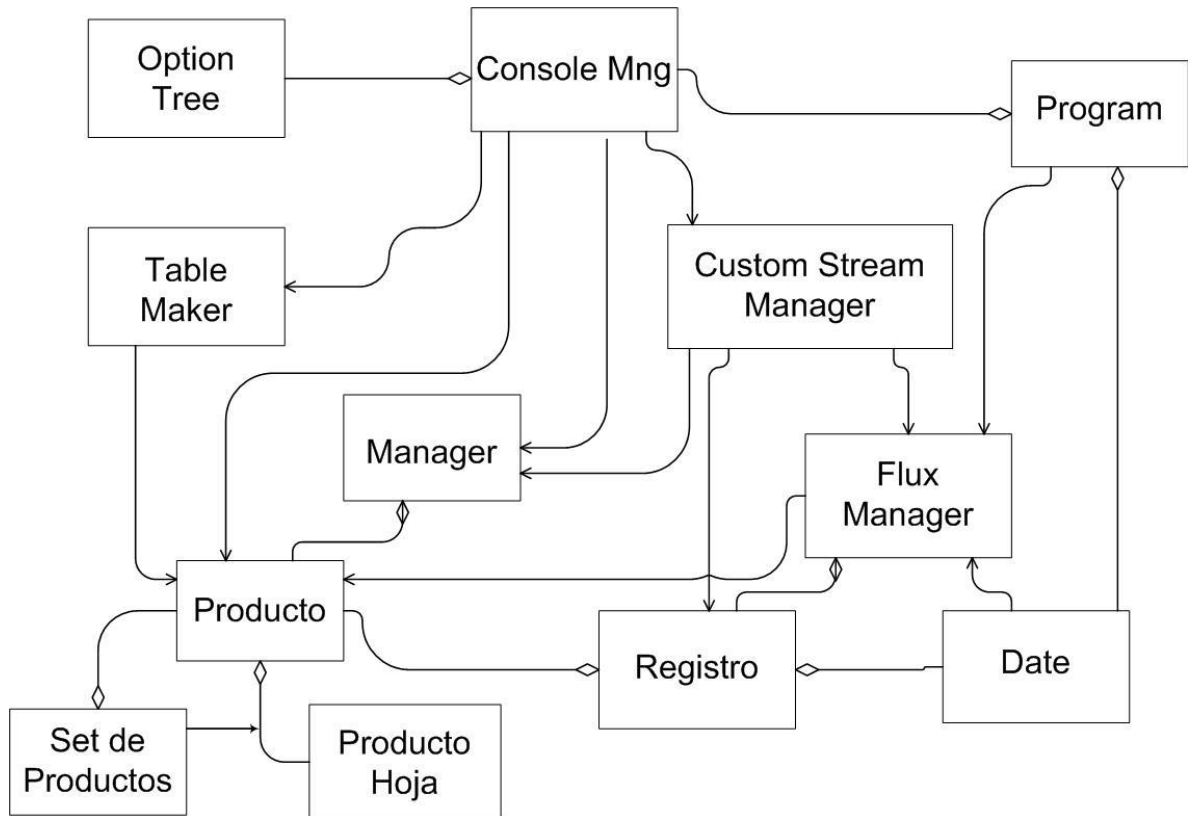 Option
Tree
Console Mng
Program
Table
Maker
Custom Stream
Manager
Manager
Flux
Manager
Producto
Registro
Date
Set de
Productos
Producto
Hoja